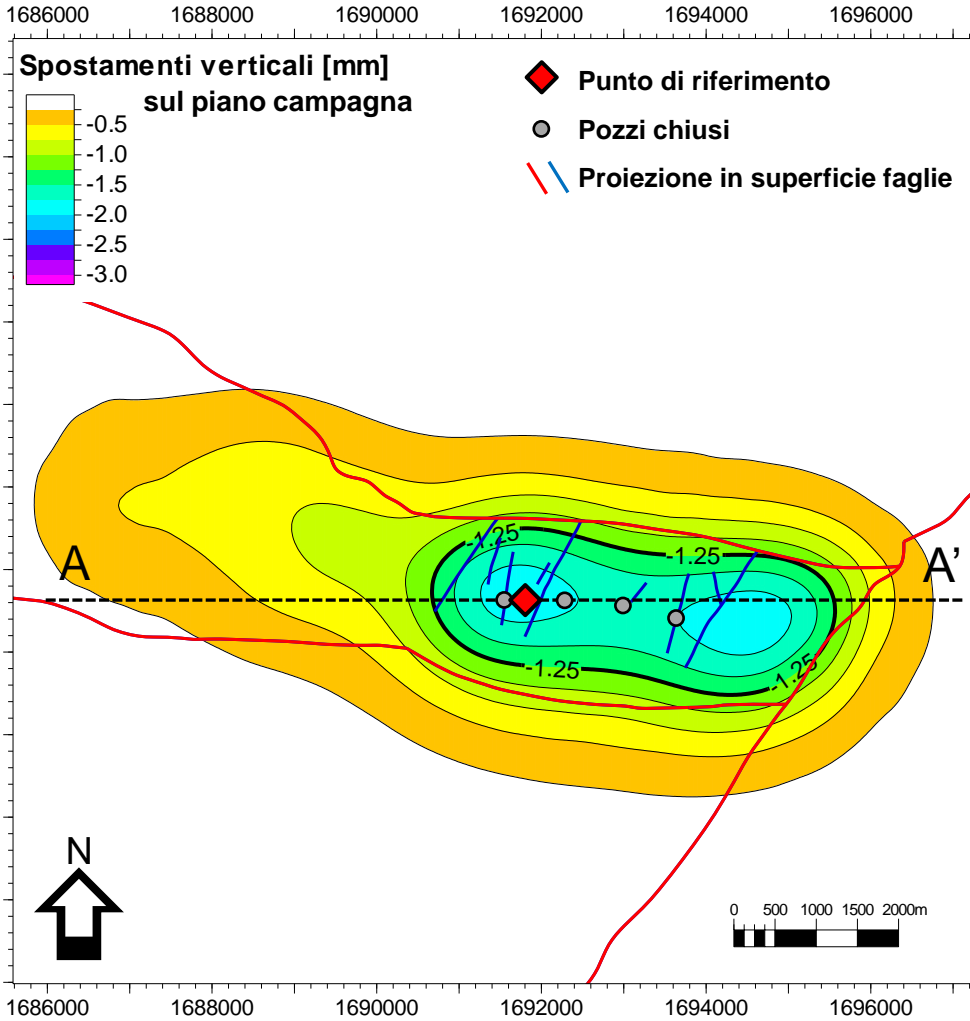 1686000 1688000 1690000 1692000 1694000 1696000
Spostamenti verticali [mm]
sul piano campagna
-0.5
-1.0
-1.5
-2.0
-2.5
-3.0
Punto di riferimento
Pozzi chiusi
Proiezione in superficie faglie
-1.25
-1.25
A
A'
-1.25
-1.25
N
0 500 1000 1500 2000m
1686000 1688000 1690000 1692000 1694000 1696000